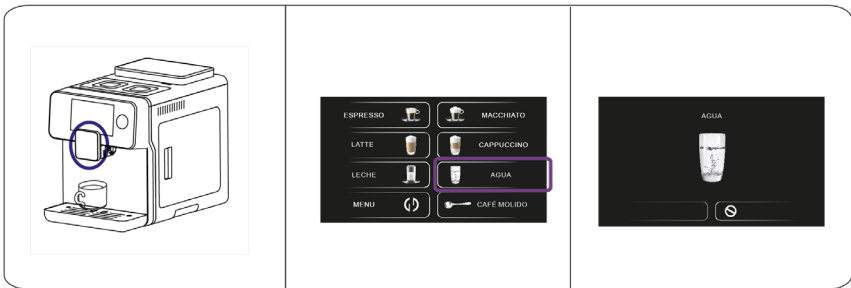 ESPRESSO
MACCHIATO
LATTE
CAPPUCCINO
LECHE
AGUA
MENU
CAFÉ MOLIDO
AGUA